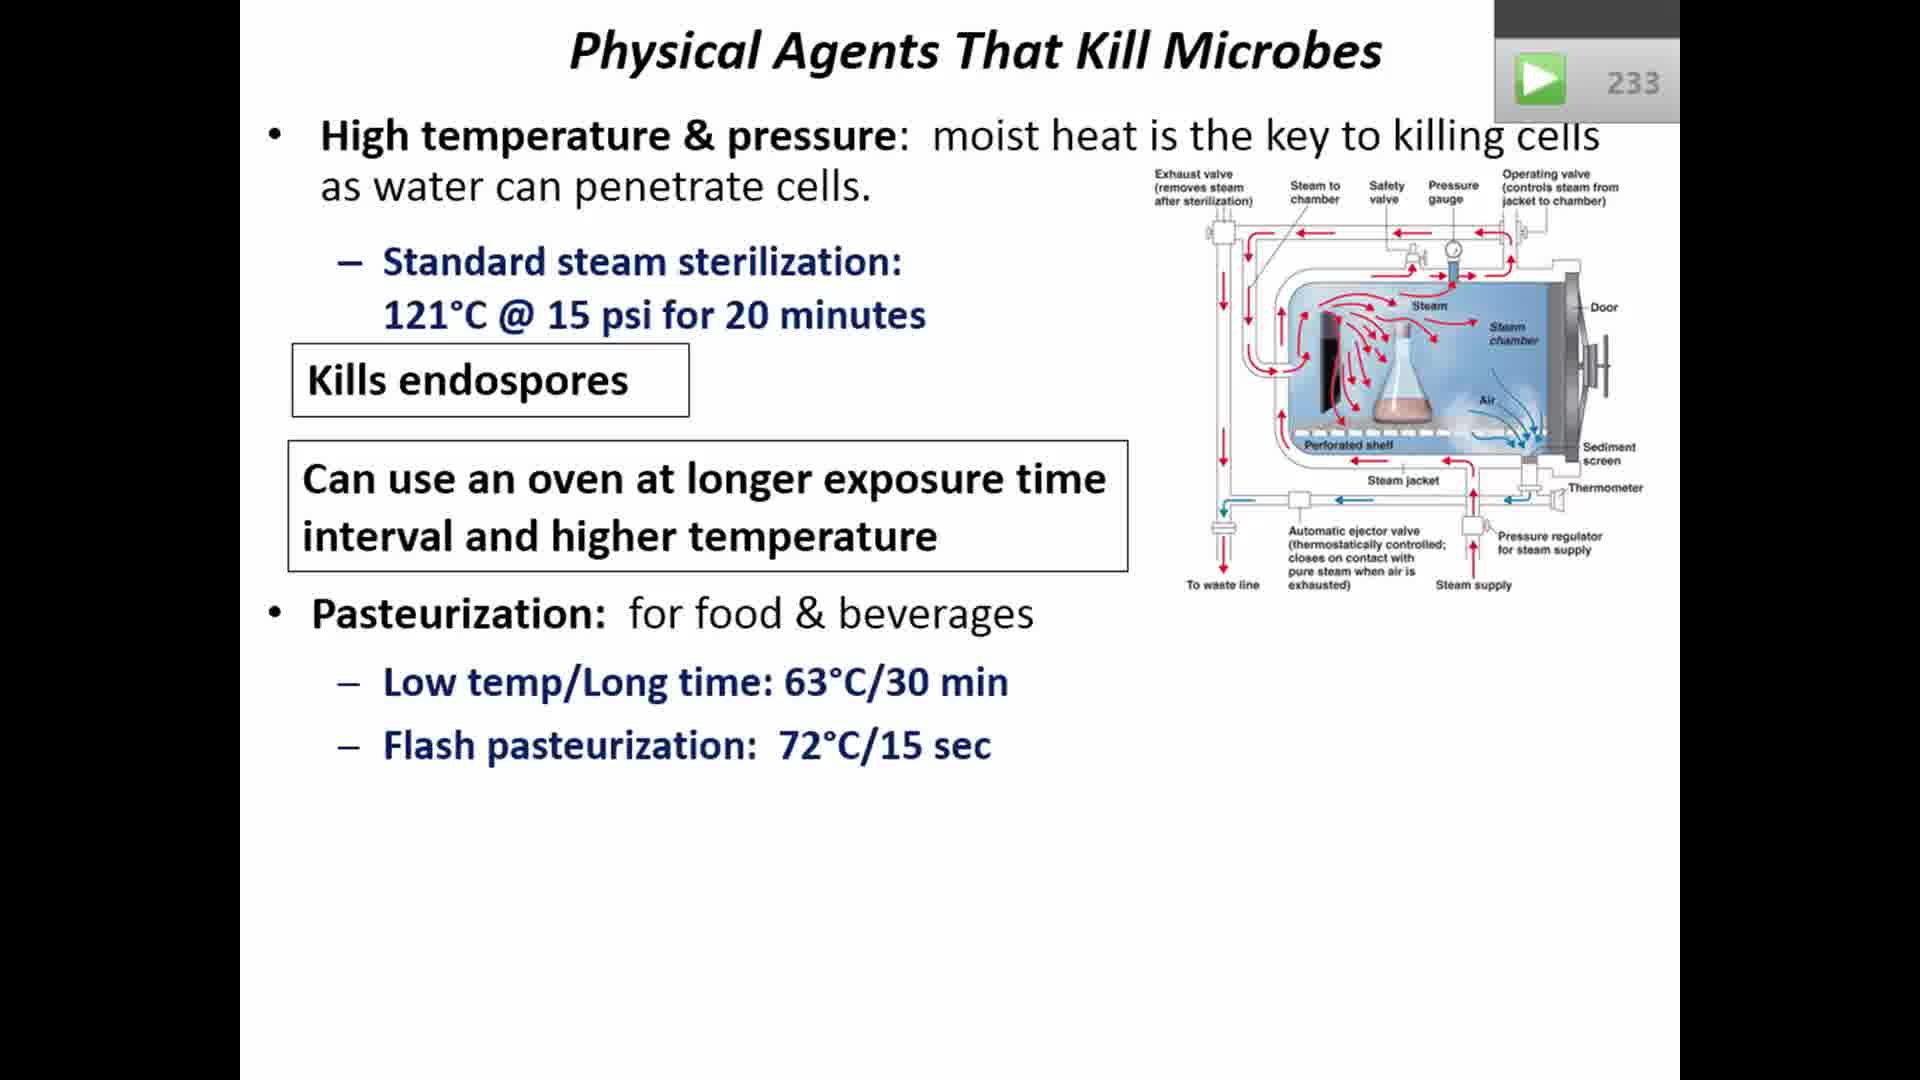 Physical Agents That Kill Microbes
233
• High temperature & pressure: moist heat is the key to killing cells
as water can penetrate cells.
– Standard steam sterilization:
121°C @ 15 psi for 20 minutes
Kills endospores
Can use an oven at longer exposure time
interval and higher temperature
• Pasteurization: for food & beverages
– Low temp/Long time: 63°C/30 min
– Flash pasteurization: 72°C/15 sec
Exhaust valve
(removes steam
after sterilization)
Steam to
chamber
Safety
valve
Pressure
gauge
Operating valve
(controls steam from
jacket to chamber)
Steam
Steam
chamber
Door
Air
Perforated shelf
Sediment
screen
Steam jacket
Thermometer
Automatic ejector valve
(thermostatically controlled;
closes on contact with
pure steam when air is
exhausted)
Pressure regulator
for steam supply
To waste line
Steam supply